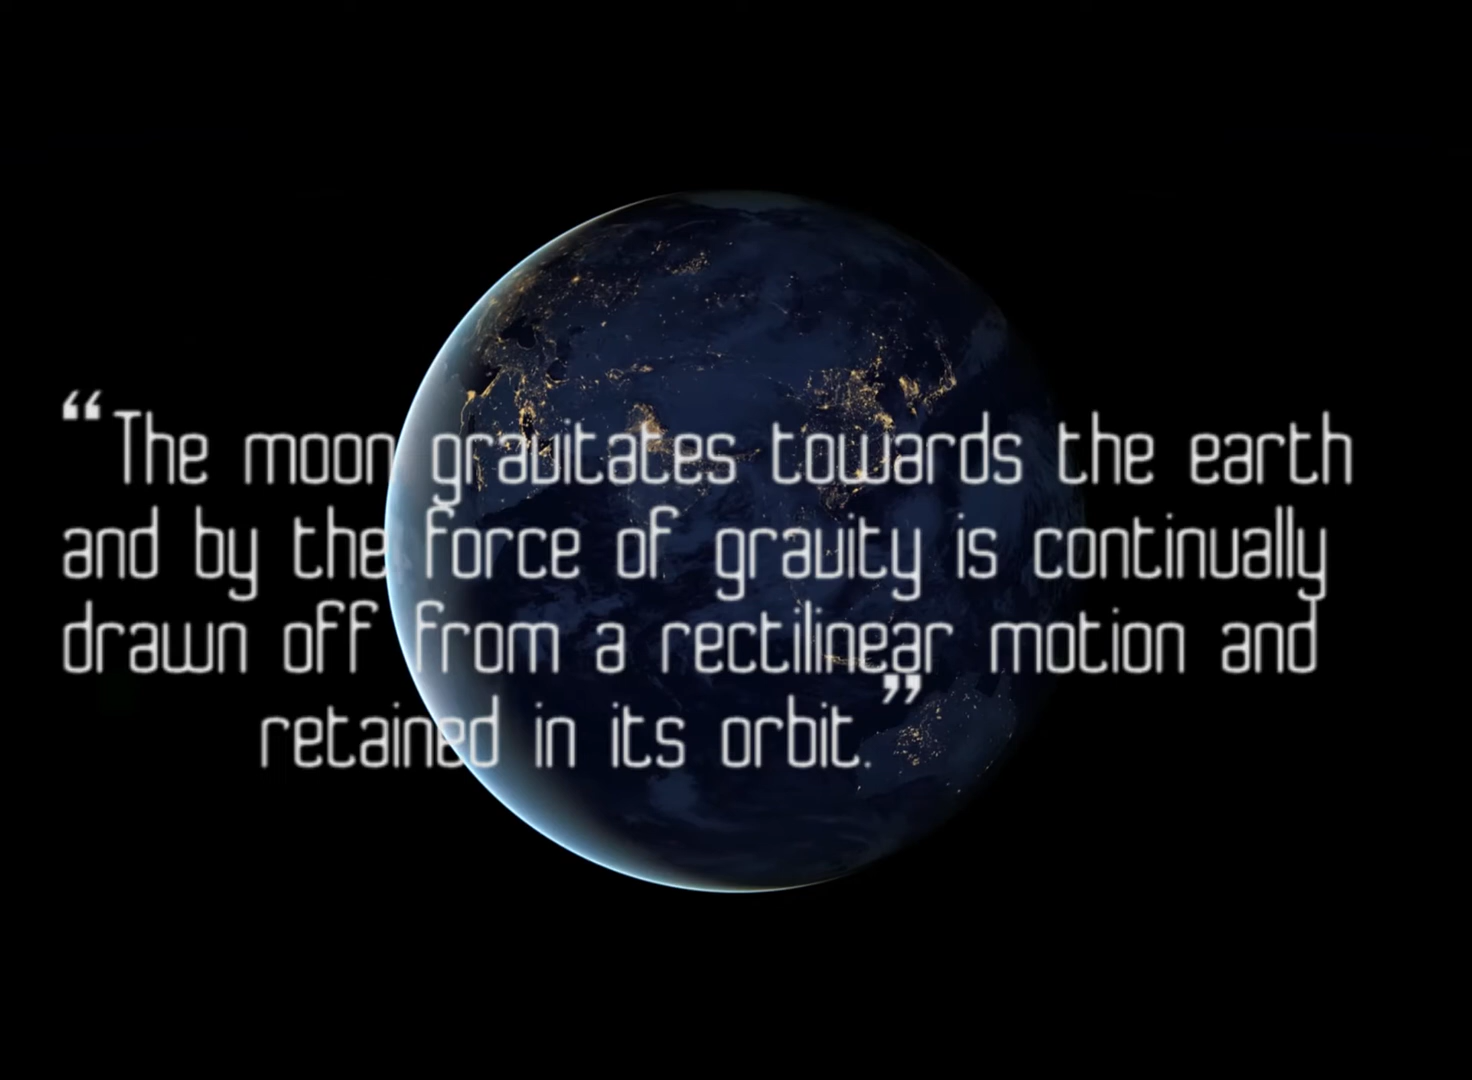 “The moon gravitates towards the earth
and by the force of gravity is continually
drawn off from a rectilinear motion and
retained in its orbit.”